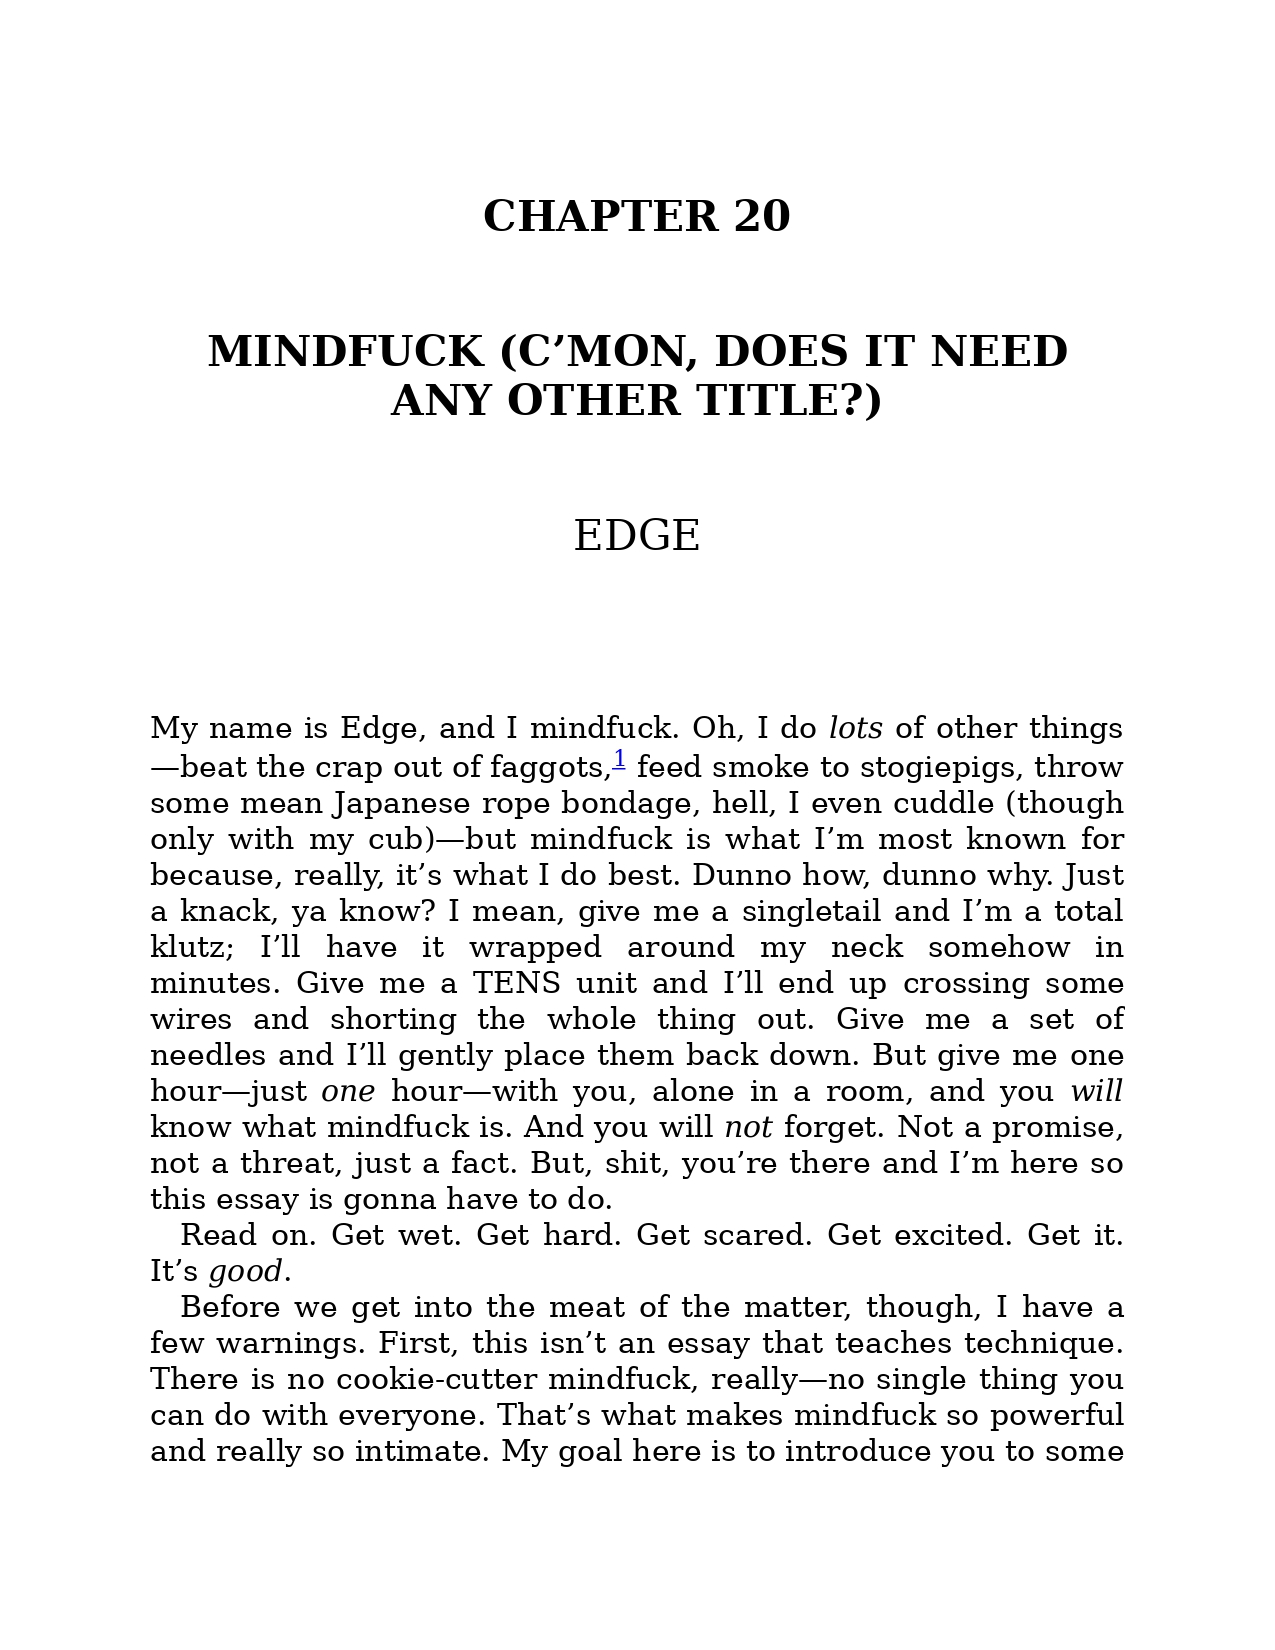 CHAPTER 20
MINDFUCK (C’MON, DOES IT NEED
ANY OTHER TITLE?)
EDGE
My name is Edge, and I mindfuck. Oh, I do lots of other things
—beat the crap out of faggots,1 feed smoke to stogiepigs, throw
some mean Japanese rope bondage, hell, I even cuddle (though
only with my cub)—but mindfuck is what I’m most known for
because, really, it’s what I do best. Dunno how, dunno why. Just
a knack, ya know? I mean, give me a singletail and I’m a total
klutz; I’ll have it wrapped around my neck somehow in
minutes. Give me a TENS unit and I’ll end up crossing some
wires and shorting the whole thing out. Give me a set of
needles and I’ll gently place them back down. But give me one
hour—just one hour—with you, alone in a room, and you will
know what mindfuck is. And you will not forget. Not a promise,
not a threat, just a fact. But, shit, you’re there and I’m here so
this essay is gonna have to do.
Read on. Get wet. Get hard. Get scared. Get excited. Get it.
It’s good.
Before we get into the meat of the matter, though, I have a
few warnings. First, this isn’t an essay that teaches technique.
There is no cookie-cutter mindfuck, really—no single thing you
can do with everyone. That’s what makes mindfuck so powerful
and really so intimate. My goal here is to introduce you to some